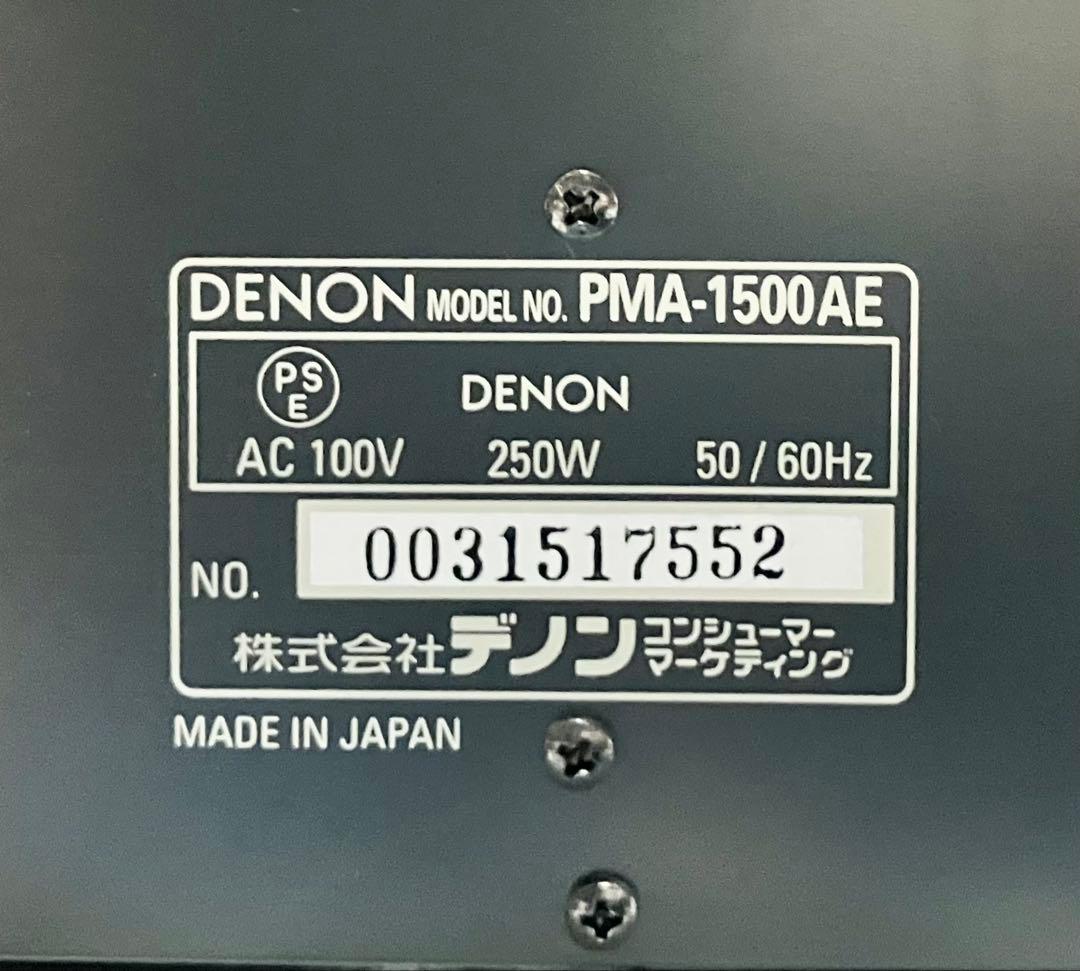 DENON MODEL NO. PMA-1500AE
PSE DENON
AC 100V 250W 50 / 60Hz
NO. 0031517552
株式会社デノン コンシューマー
マーケティング
MADE IN JAPAN